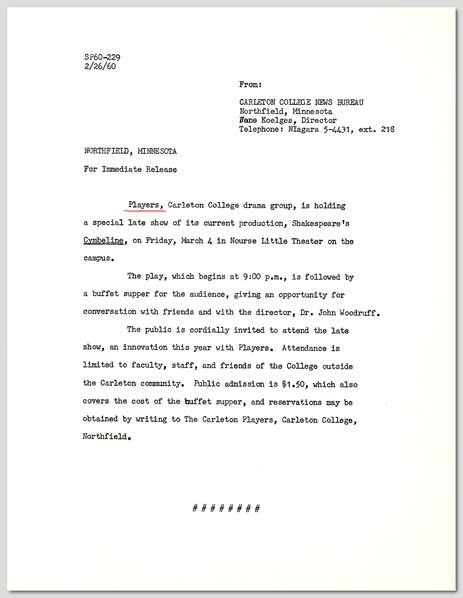 SP60-229
2/26/60
From:
CARLETON COLLEGE NEWS BUREAU
Northfield, Minnesota
Jane Koelges, Director
Telephone: NIagara 5-4431, ext. 218
NORTHFIELD, MINNESOTA
For Immediate Release
Players, Carleton College drama group, is holding
a special late show of its current production, Shakespeare's
Cymbeline, on Friday, March 4 in Nourse Little Theater on the
campus.
The play, which begins at 9:00 p.m., is followed by
a buffet supper for the audience, giving an opportunity for
conversation with friends and with the director, Dr. John Woodruff.
The public is cordially invited to attend the late
show, an innovation this year with Players. Attendance is
limited to faculty, staff, and friends of the College outside
the Carleton community. Public admission is $1.50, which also
covers the cost of the buffet supper, and reservations may be
obtained by writing to The Carleton Players, Carleton College,
Northfield.
# # # # # # # #